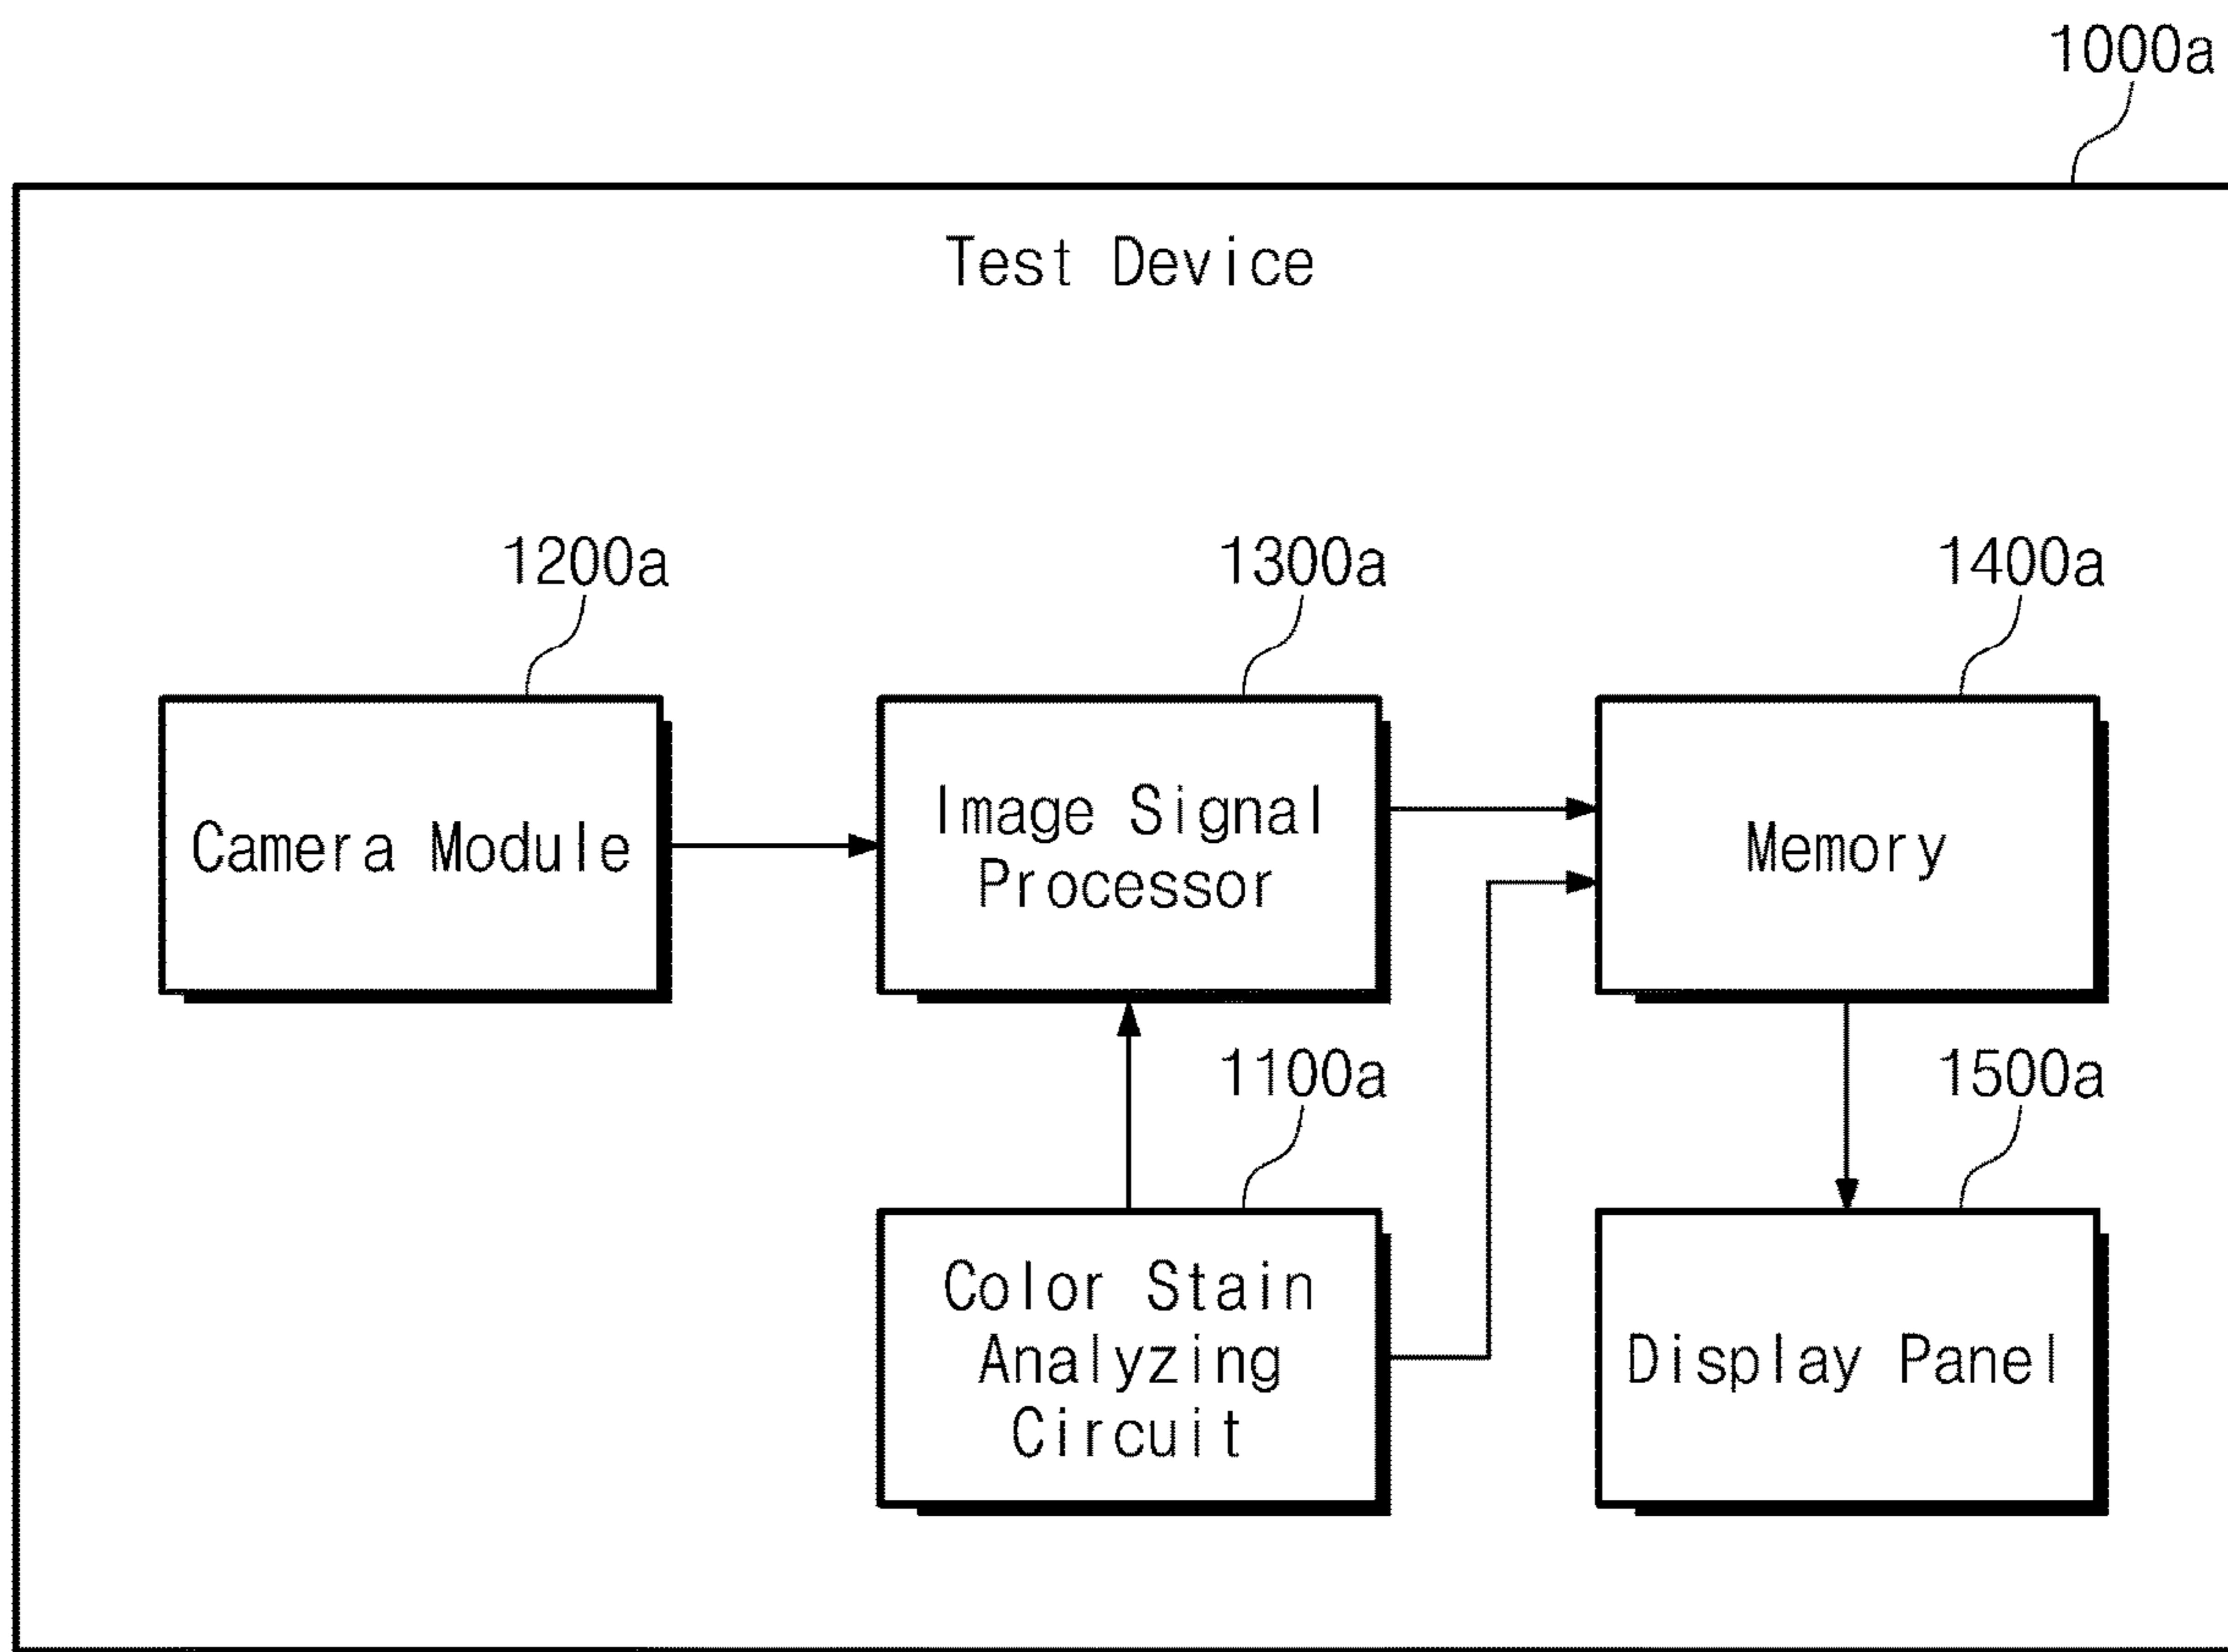 1000a
Test Device
1200a
1300a
1400a
Camera Module
Image Signal
Processor
Memory
1100a
1500a
Color Stain
Analyzing
Circuit
Display Panel